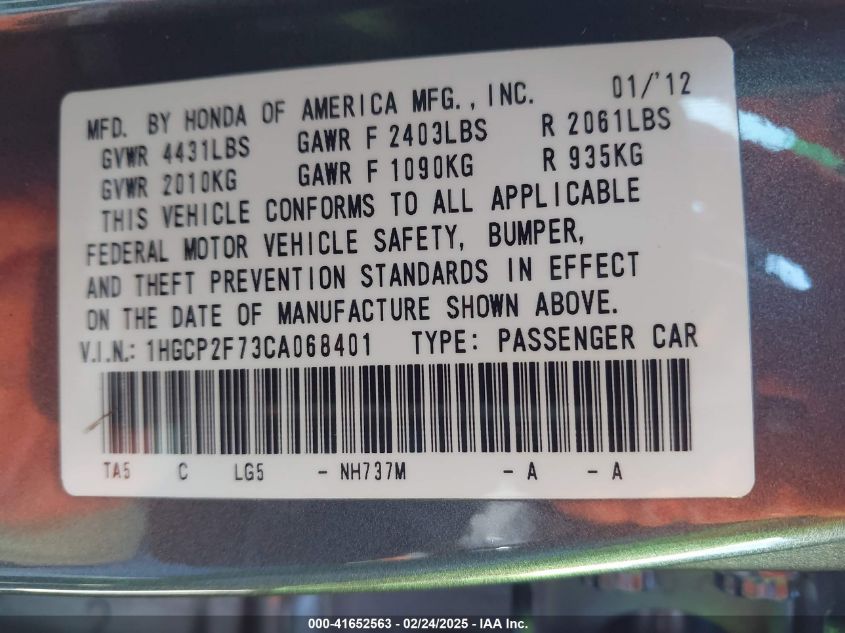 MFD. BY HONDA OF AMERICA MFG., INC. 01/'12
GVWR 4431LBS GAWR F 2403LBS R 2061LBS
GVWR 2010KG GAWR F 1090KG R 935KG
THIS VEHICLE CONFORMS TO ALL APPLICABLE
FEDERAL MOTOR VEHICLE SAFETY, BUMPER,
AND THEFT PREVENTION STANDARDS IN EFFECT
ON THE DATE OF MANUFACTURE SHOWN ABOVE.
V.I.N.: 1HGCP2F73CA068401 TYPE: PASSENGER CAR
TA5 C LG5 - NH737M - A - A
000-41652563 - 02/24/2025 - IAA Inc.